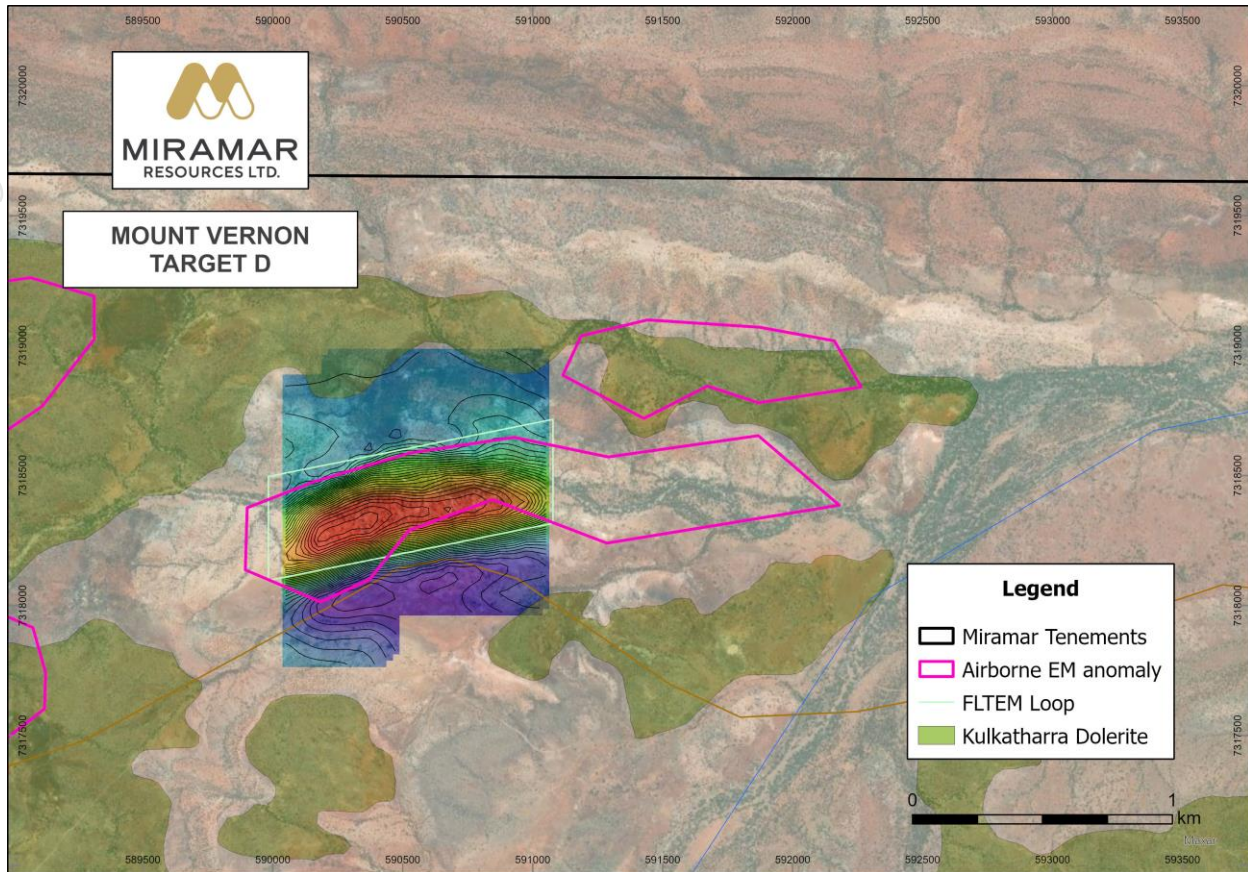 589500 590000 590500 591000 591500 592000 592500 593000 593500
7320000
7320000
MIRAMAR
RESOURCES LTD.
7319500
7319500
MOUNT VERNON
TARGET D
7319000
7319000
7318500
7318500
Legend
Miramar Tenements
Airborne EM anomaly
FLTEM Loop
Kulkatharra Dolerite
7318000
7318000
7317500
7317500
0 1
km
Maxar
589500 590000 590500 591000 591500 592000 592500 593000 593500